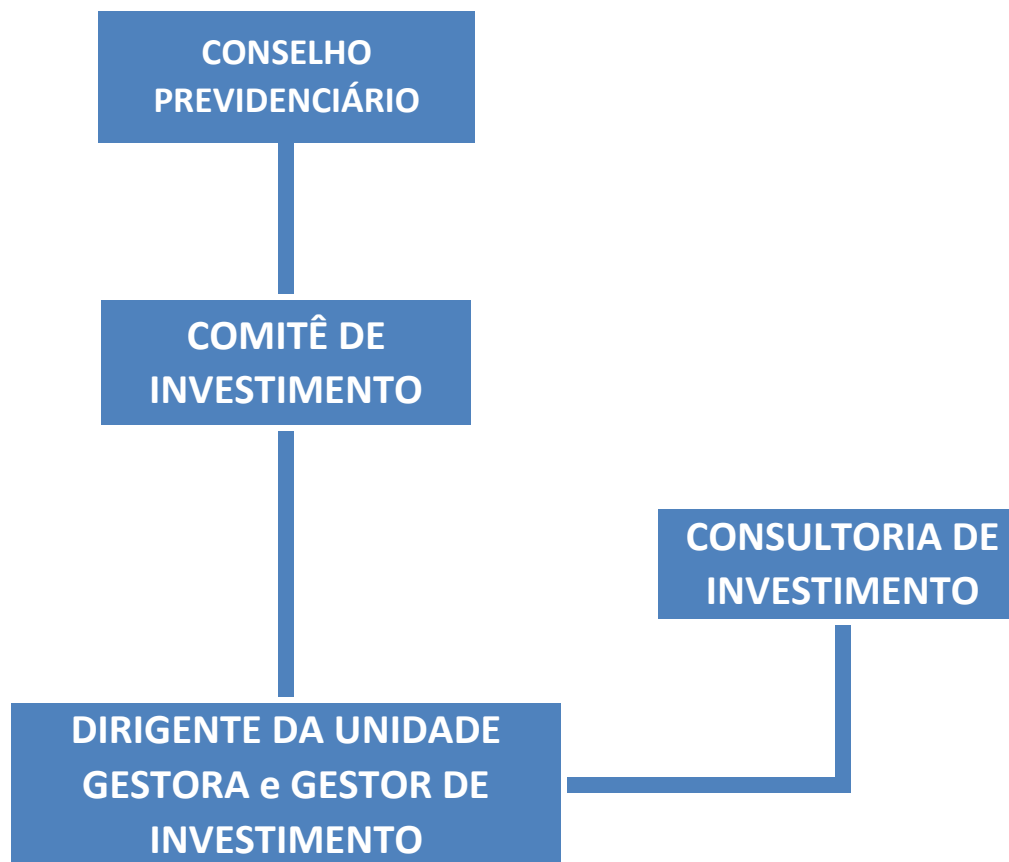 CONSELHO
PREVIDENCIÁRIO
COMITÊ DE
INVESTIMENTO
CONSULTORIA DE
INVESTIMENTO
DIRIGENTE DA UNIDADE
GESTORA e GESTOR DE
INVESTIMENTO